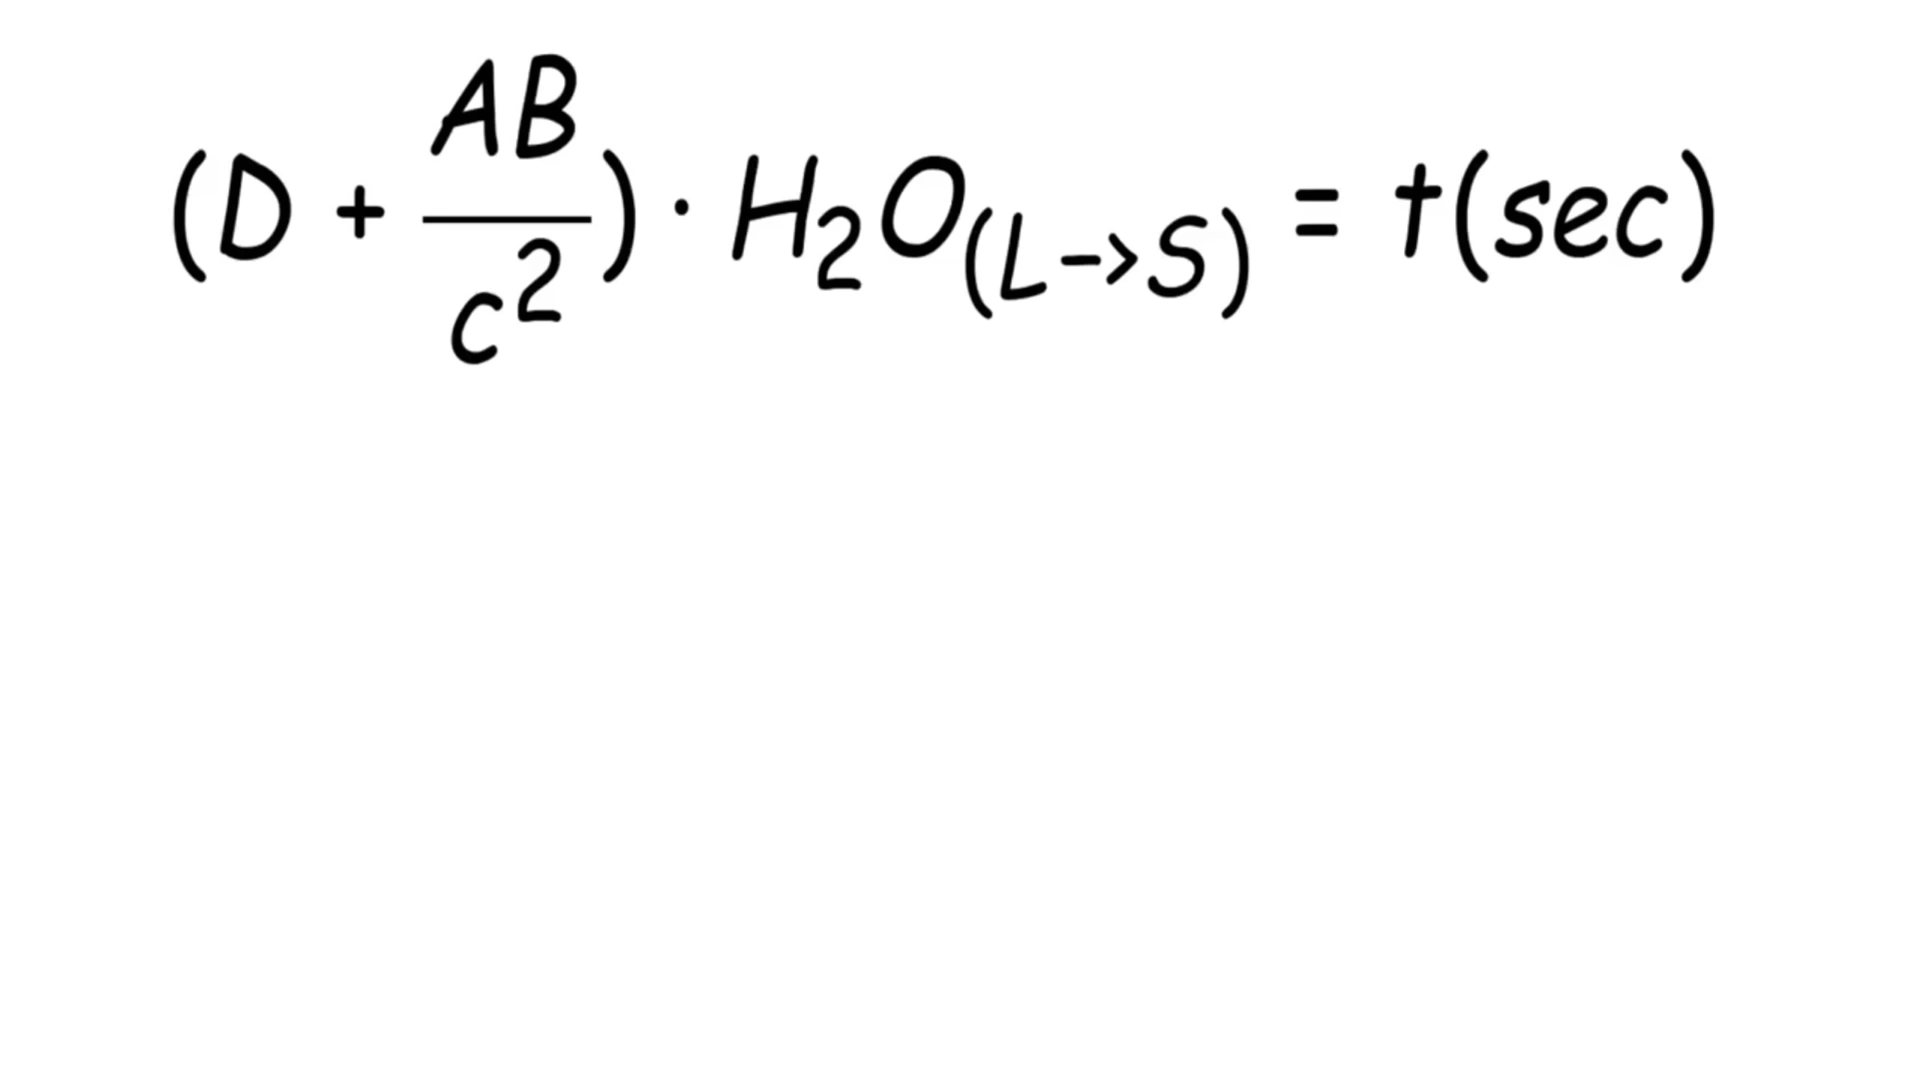 (D + AB/c²) · H₂O(L->S) = t(sec)